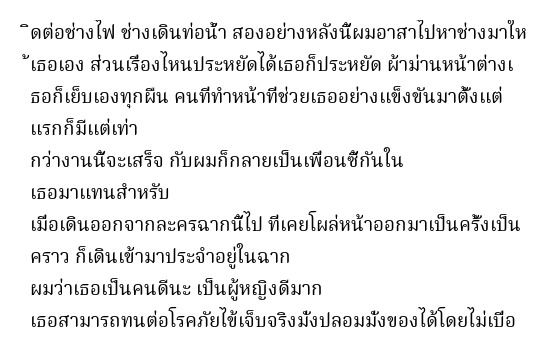 ิดต่อช่างไฟ ช่างเดินท่อน้ำ สองอย่างหลังนี้ผมอาสาไปหาช่างมาให
้เธอเอง ส่วนเรื่องไหนประหยัดได้เธอก็ประหยัด ผ้าม่านหน้าต่างเ
ธอก็เย็บเองทุกผืน คนที่ทำหน้าที่ช่วยเธออย่างแข็งขันมาตั้งแต่
แรกก็มีแต่เท่า
กว่างานนี้จะเสร็จ กับผมก็กลายเป็นเพื่อนซี้กันใน
เธอมาแทนสำหรับ
เมื่อเดินออกจากละครฉากนี้ไป ที่เคยโผล่หน้าออกมาเป็นครั้งเป็น
คราว ก็เดินเข้ามาประจำอยู่ในฉาก
ผมว่าเธอเป็นคนดีนะ เป็นผู้หญิงดีมาก
เธอสามารถทนต่อโรคภัยไข้เจ็บจริงมั่งปลอมมั่งของได้โดยไม่เบื่อ